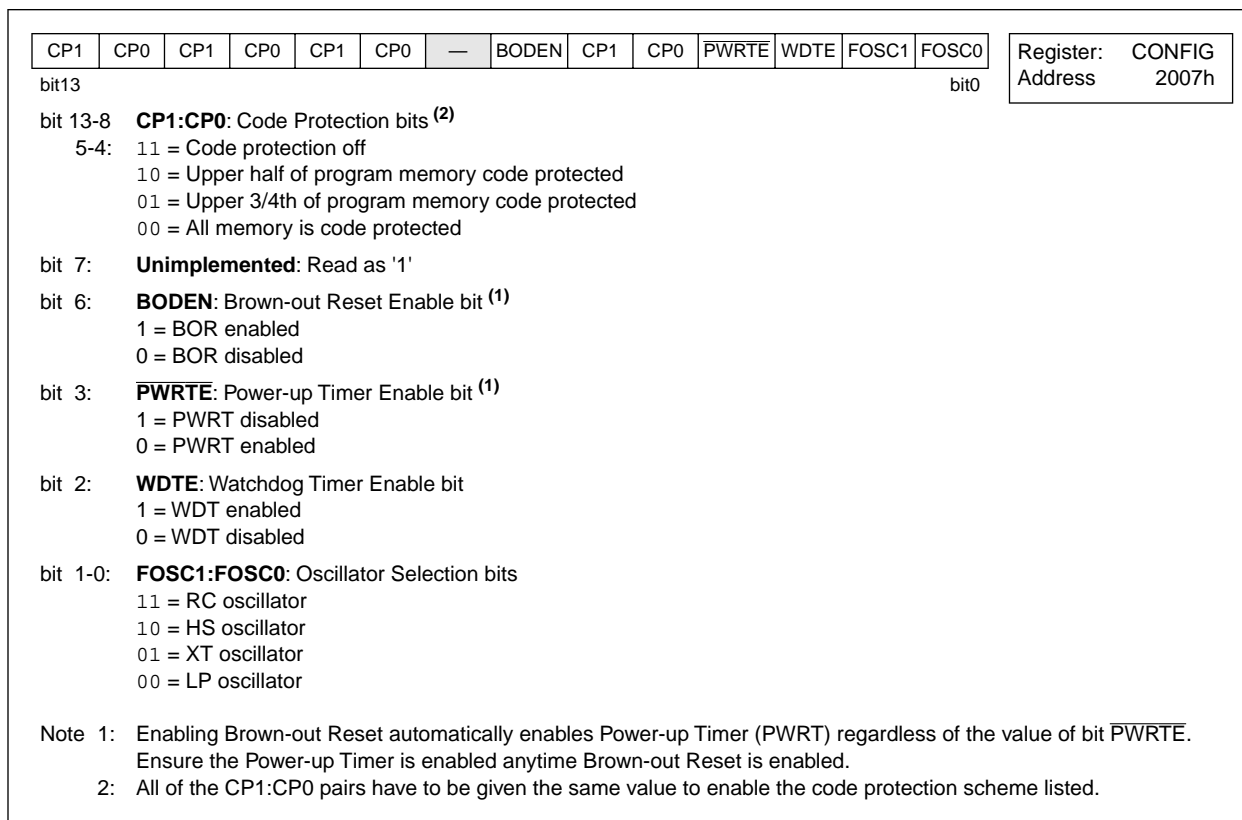 CP1 CP0 CP1 CP0 CP1 CP0 — BODEN CP1 CP0 PWRTE WDTE FOSC1 FOSC0
bit13 bit0
Register: CONFIG
Address 2007h
bit 13-8 CP1:CP0: Code Protection bits (2)
5-4: 11 = Code protection off
10 = Upper half of program memory code protected
01 = Upper 3/4th of program memory code protected
00 = All memory is code protected
bit 7: Unimplemented: Read as '1'
bit 6: BODEN: Brown-out Reset Enable bit (1)
1 = BOR enabled
0 = BOR disabled
bit 3: PWRTE: Power-up Timer Enable bit (1)
1 = PWRT disabled
0 = PWRT enabled
bit 2: WDTE: Watchdog Timer Enable bit
1 = WDT enabled
0 = WDT disabled
bit 1-0: FOSC1:FOSC0: Oscillator Selection bits
11 = RC oscillator
10 = HS oscillator
01 = XT oscillator
00 = LP oscillator
Note 1: Enabling Brown-out Reset automatically enables Power-up Timer (PWRT) regardless of the value of bit PWRTE.
Ensure the Power-up Timer is enabled anytime Brown-out Reset is enabled.
2: All of the CP1:CP0 pairs have to be given the same value to enable the code protection scheme listed.